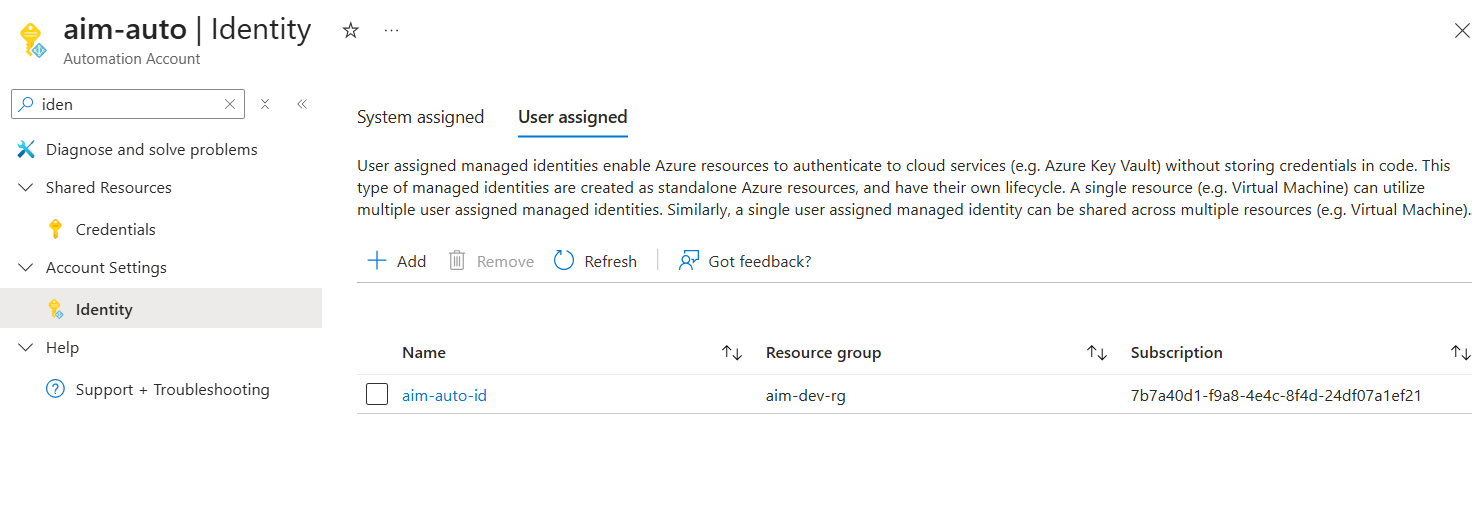 aim-auto | Identity
Automation Account
iden
Diagnose and solve problems
Shared Resources
Credentials
Account Settings
Identity
Help
Support + Troubleshooting
System assigned
User assigned
User assigned managed identities enable Azure resources to authenticate to cloud services (e.g. Azure Key Vault) without storing credentials in code. This
type of managed identities are created as standalone Azure resources, and have their own lifecycle. A single resource (e.g. Virtual Machine) can utilize
multiple user assigned managed identities. Similarly, a single user assigned managed identity can be shared across multiple resources (e.g. Virtual Machine).
Add Remove Refresh Got feedback?
Name Resource group Subscription
aim-auto-id aim-dev-rg 7b7a40d1-f9a8-4e4c-8f4d-24df07a1ef21